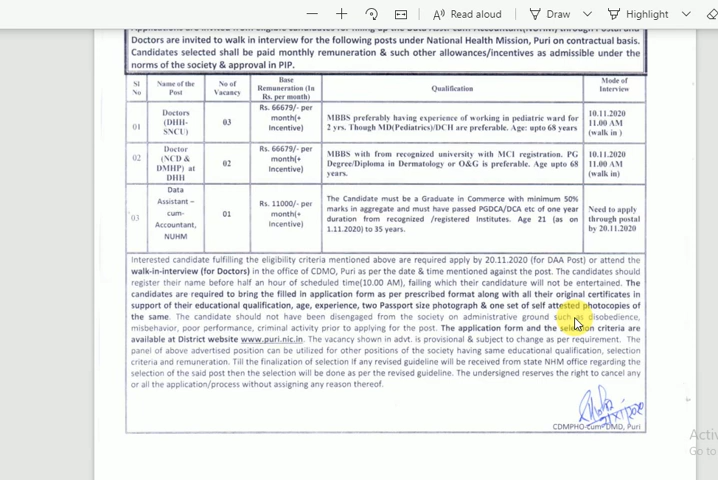 Read aloud
Draw
Highlight
Doctors are invited to walk in interview for the following posts under National Health Mission, Puri on contractual basis.
Candidates selected shall be paid monthly remuneration & such other allowances/incentives as admissible under the
norms of the society & approval in PIP.
Sl No Name of the Post No of Vacancy Base Remuneration (In Rs. per month) Qualification Mode of Interview
01 Doctors (DHH-SNCU) 03 Rs. 66679/- per month(+ Incentive) MBBS preferably having experience of working in pediatric ward for 2 yrs. Though MD(Pediatrics)/DCH are preferable. Age: upto 68 years 10.11.2020 11.00 AM (walk in )
02 Doctor (NCD & DMHP) at DHH 02 Rs. 66679/- per month(+ Incentive) MBBS with from recognized university with MCI registration. PG Degree/Diploma in Dermatology or O&G is preferable. Age upto 68 years. 10.11.2020 11.00 AM (walk in)
03 Data Assistant – cum- Accountant, NUHM 01 Rs. 11000/- per month(+ Incentive) The Candidate must be a Graduate in Commerce with minimum 50% marks in aggregate and must have passed PGDCA/DCA etc of one year duration from recognized /registered Institutes. Age 21 (as on 1.11.2020) to 35 years. Need to apply through postal by 20.11.2020
Interested candidate fulfilling the eligibility criteria mentioned above are required apply by 20.11.2020 (for DAA Post) or attend the
walk-in-interview (for Doctors) in the office of CDMO, Puri as per the date & time mentioned against the post. The candidates should
register their name before half an hour of scheduled time(10.00 AM), failing which their candidature will not be entertained. The
candidates are required to bring the filled in application form as per prescribed format along with all their original certificates in
support of their educational qualification, age, experience, two Passport size photograph & one set of self attested photocopies of
the same. The candidate should not have been disengaged from the society on administrative ground such as disobedience,
misbehavior, poor performance, criminal activity prior to applying for the post. The application form and the selection criteria are
available at District website www.puri.nic.in. The vacancy shown in advt. is provisional & subject to change as per requirement. The
panel of above advertised position can be utilized for other positions of the society having same educational qualification, selection
criteria and remuneration. Till the finalization of selection If any revised guideline will be received from state NHM office regarding the
selection of the said post then the selection will be done as per the revised guideline. The undersigned reserves the right to cancel any
or all the application/process without assigning any reason thereof.
CDMPHO-cum-DMD, Puri
Go to